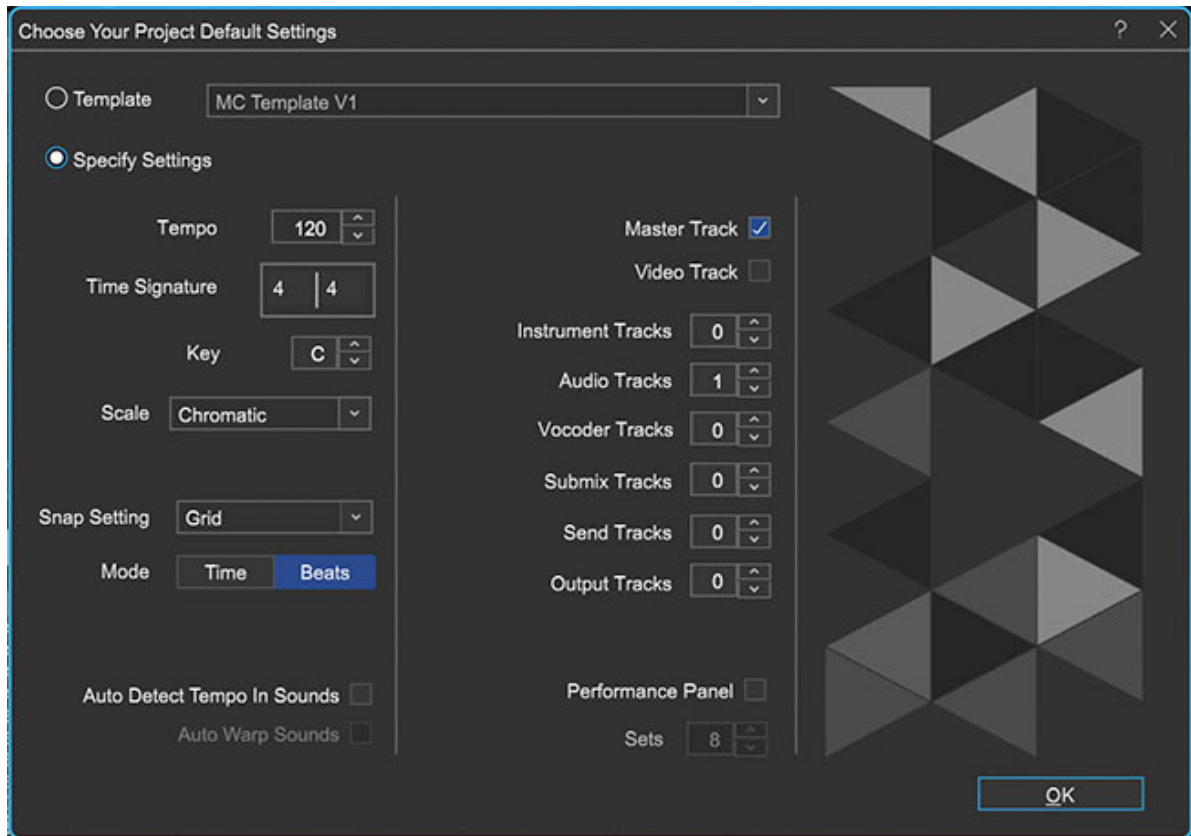 Choose Your Project Default Settings ?
Template MC Template V1
Specify Settings
Tempo 120
Time Signature 4 4
Key C
Scale Chromatic
Snap Setting Grid
Mode Time Beats
Auto Detect Tempo In Sounds
Auto Warp Sounds
Master Track
Video Track
Instrument Tracks 0
Audio Tracks 1
Vocoder Tracks 0
Submix Tracks 0
Send Tracks 0
Output Tracks 0
Performance Panel
Sets 8
OK